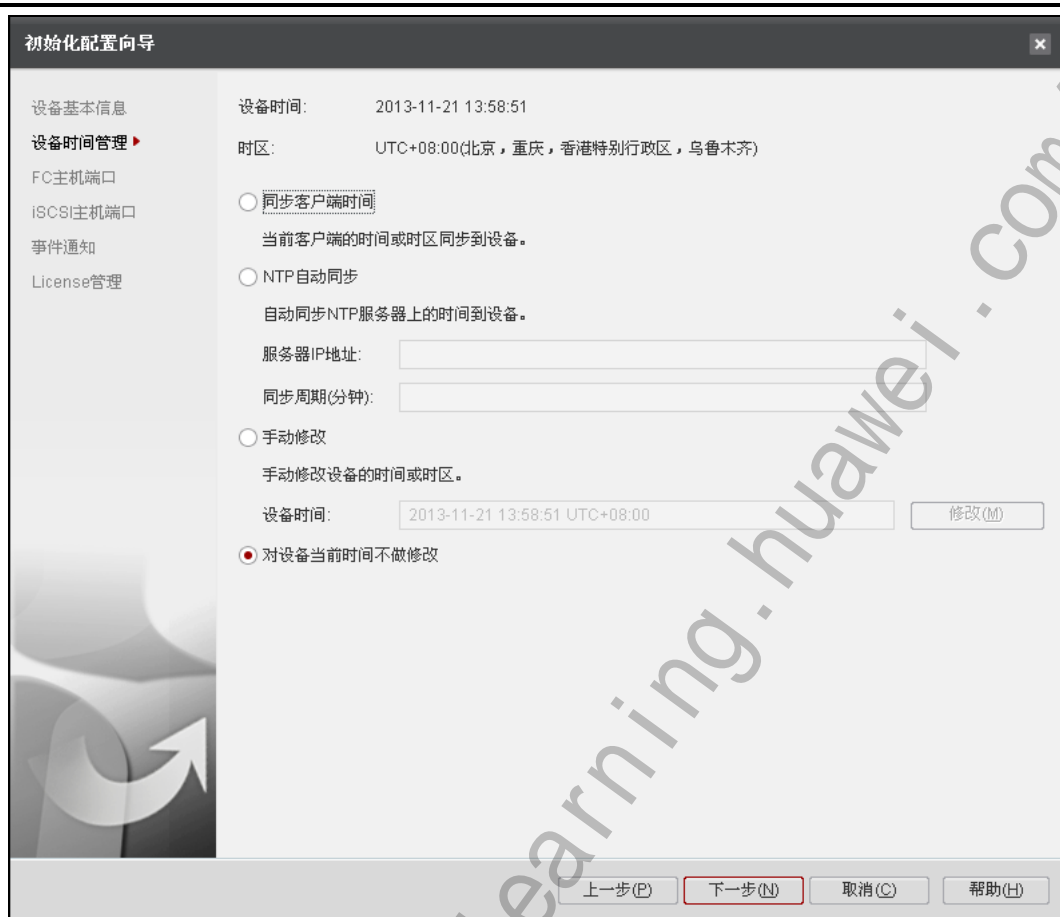 初始化配置向导
设备基本信息
设备时间管理
FC主机端口
iSCSI主机端口
事件通知
License管理
设备时间: 2013-11-21 13:58:51
时区: UTC+08:00(北京，重庆，香港特别行政区，乌鲁木齐)
同步客户端时间
当前客户端的时间或时区同步到设备。
NTP自动同步
自动同步NTP服务器上的时间到设备。
服务器IP地址:
同步周期(分钟):
手动修改
手动修改设备的时间或时区。
设备时间: 2013-11-21 13:58:51 UTC+08:00 修改(M)
对设备当前时间不做修改
上一步(P) 下一步(N) 取消(C) 帮助(H)
earning.huawei.com